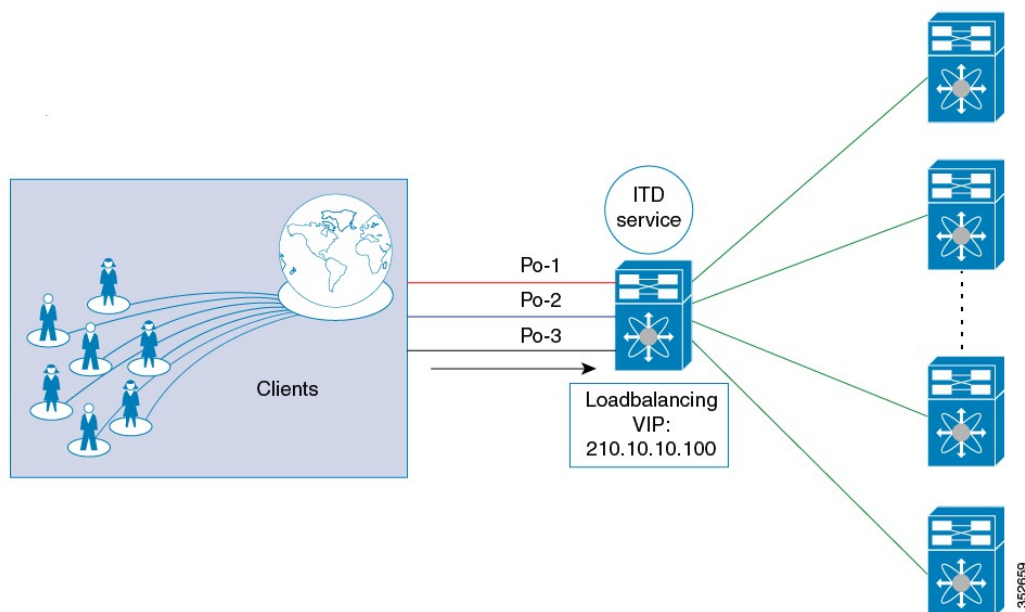 ITD
service
Po-1
Po-2
Po-3
Clients
Loadbalancing
VIP:
210.10.10.100
352659